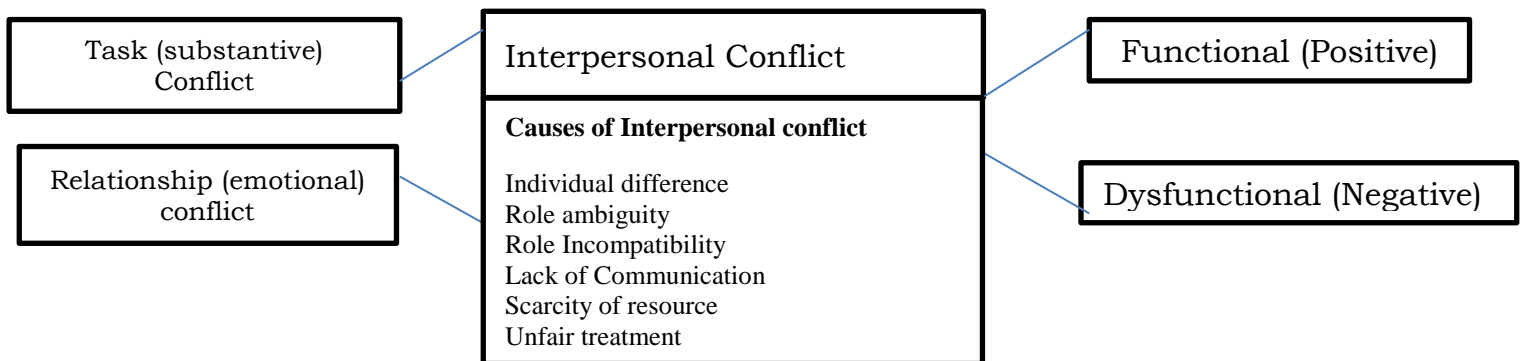 Task (substantive)
Conflict
Relationship (emotional)
conflict
Interpersonal Conflict
Causes of Interpersonal conflict
Individual difference
Role ambiguity
Role Incompatibility
Lack of Communication
Scarcity of resource
Unfair treatment
Functional (Positive)
Dysfunctional (Negative)